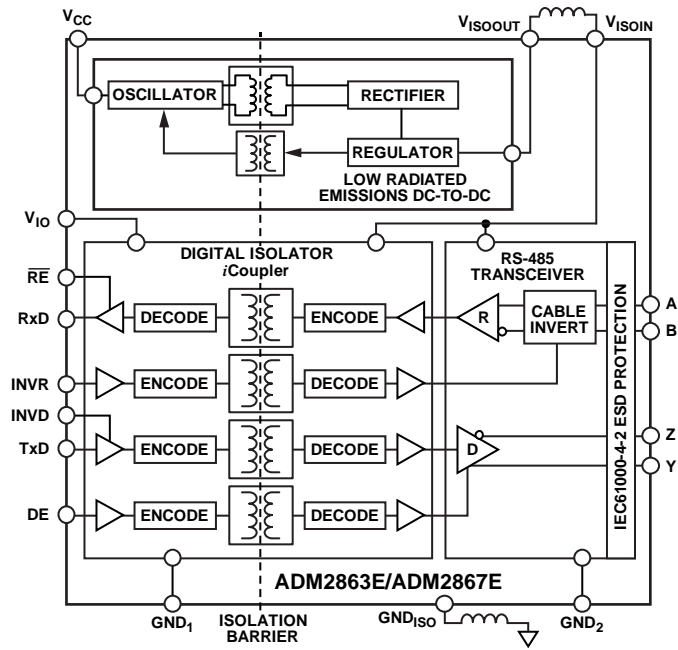 VCC
VISOOUT
VISOIN
OSCILLATOR
RECTIFIER
REGULATOR
LOW RADIATED
EMISSIONS DC-TO-DC
VIO
DIGITAL ISOLATOR
iCoupler
RS-485
TRANSCEIVER
RE
RxD
DECODE
ENCODE
R
CABLE
INVERT
A
B
INVR
ENCODE
DECODE
INVD
TxD
ENCODE
DECODE
D
Z
Y
DE
ENCODE
DECODE
IEC61000-4-2 ESD PROTECTION
ADM2863E/ADM2867E
GND1
ISOLATION
BARRIER
GNDISO
GND2